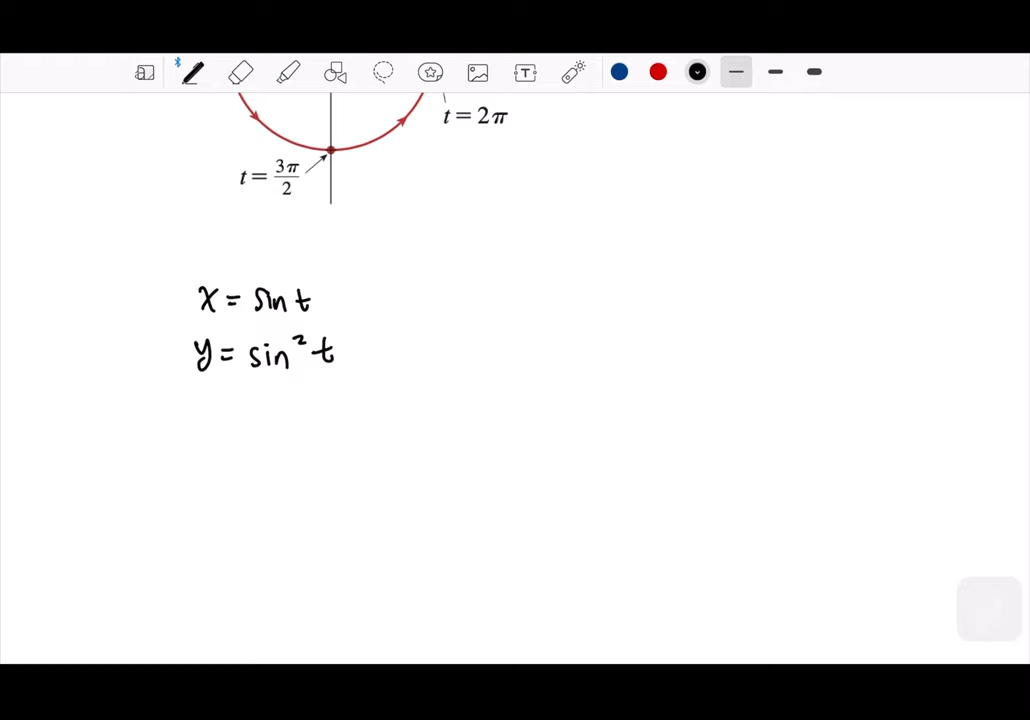 t = 2π
t = 3π/2
x = sin t
y = sin² t